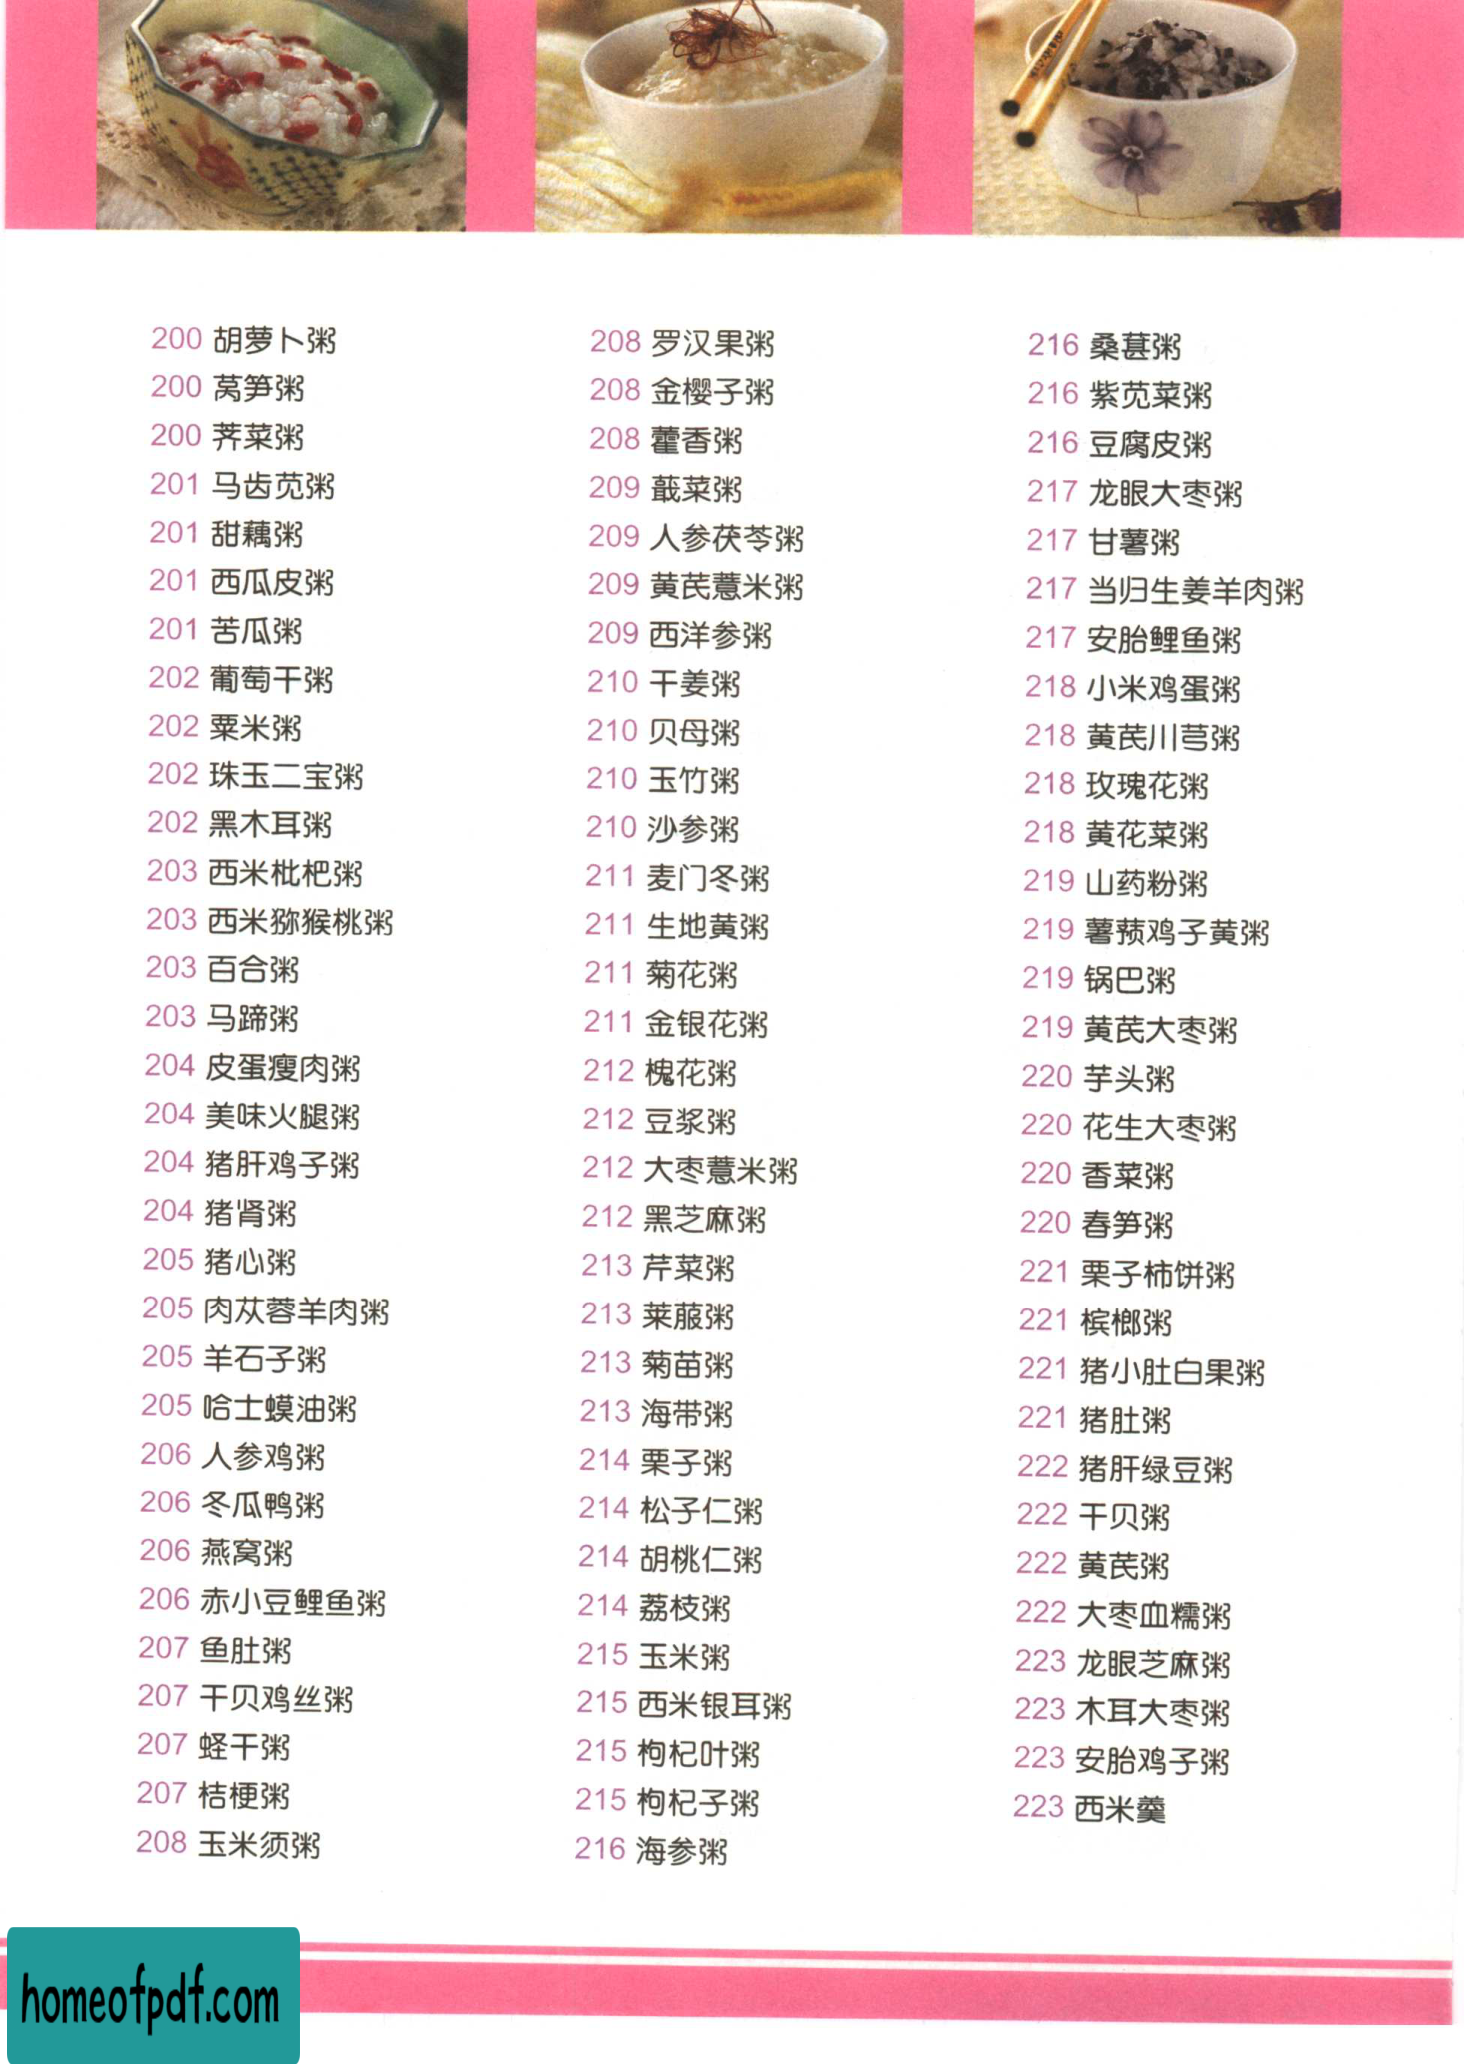 200 胡萝卜粥
200 莴笋粥
200 荠菜粥
201 马齿苋粥
201 甜藕粥
201 西瓜皮粥
201 苦瓜粥
202 葡萄干粥
202 粟米粥
202 珠玉二宝粥
202 黑木耳粥
203 西米枇杷粥
203 西米猕猴桃粥
203 百合粥
203 马蹄粥
204 皮蛋瘦肉粥
204 美味火腿粥
204 猪肝鸡子粥
204 猪肾粥
205 猪心粥
205 肉苁蓉羊肉粥
205 羊石子粥
205 哈士蟆油粥
206 人参鸡粥
206 冬瓜鸭粥
206 燕窝粥
206 赤小豆鲤鱼粥
207 鱼肚粥
207 干贝鸡丝粥
207 蛏干粥
207 桔梗粥
208 玉米须粥
208 罗汉果粥
208 金樱子粥
208 藿香粥
209 蕺菜粥
209 人参茯苓粥
209 黄芪薏米粥
209 西洋参粥
210 干姜粥
210 贝母粥
210 玉竹粥
210 沙参粥
211 麦门冬粥
211 生地黄粥
211 菊花粥
211 金银花粥
212 槐花粥
212 豆浆粥
212 大枣薏米粥
212 黑芝麻粥
213 芹菜粥
213 莱菔粥
213 菊苗粥
213 海带粥
214 栗子粥
214 松子仁粥
214 胡桃仁粥
214 荔枝粥
215 玉米粥
215 西米银耳粥
215 枸杞叶粥
215 枸杞子粥
216 海参粥
216 桑葚粥
216 紫苋菜粥
216 豆腐皮粥
217 龙眼大枣粥
217 甘薯粥
217 当归生姜羊肉粥
217 安胎鲤鱼粥
218 小米鸡蛋粥
218 黄芪川芎粥
218 玫瑰花粥
218 黄花菜粥
219 山药粉粥
219 薯蓣鸡子黄粥
219 锅巴粥
219 黄芪大枣粥
220 芋头粥
220 花生大枣粥
220 香菜粥
220 春笋粥
221 栗子柿饼粥
221 槟榔粥
221 猪小肚白果粥
221 猪肚粥
222 猪肝绿豆粥
222 干贝粥
222 黄芪粥
222 大枣血糯粥
223 龙眼芝麻粥
223 木耳大枣粥
223 安胎鸡子粥
223 西米羹
homeofpdf.com